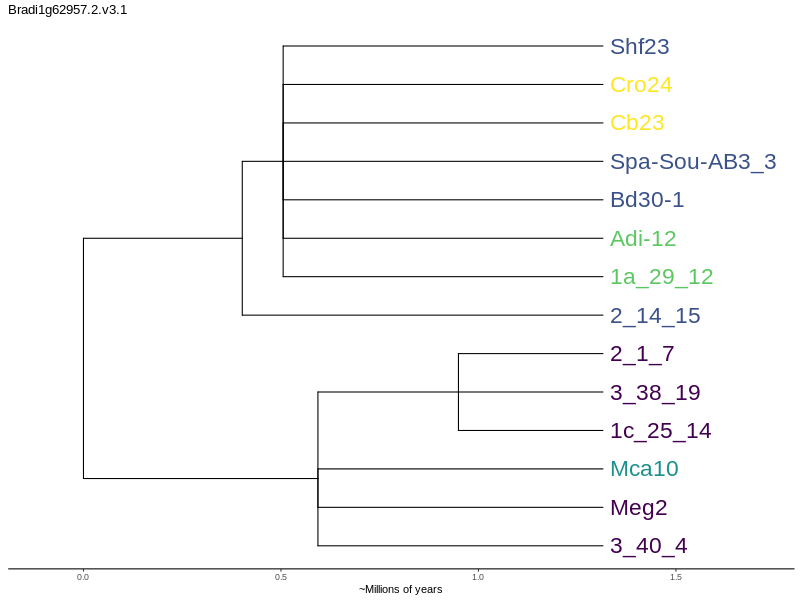 Bradi1g62957.2.v3.1
Shf23
Cro24
Cb23
Spa-Sou-AB3_3
Bd30-1
Adi-12
1a_29_12
2_14_15
2_1_7
3_38_19
1c_25_14
Mca10
Meg2
3_40_4
0.0 0.5 1.0 1.5
~Millions of years